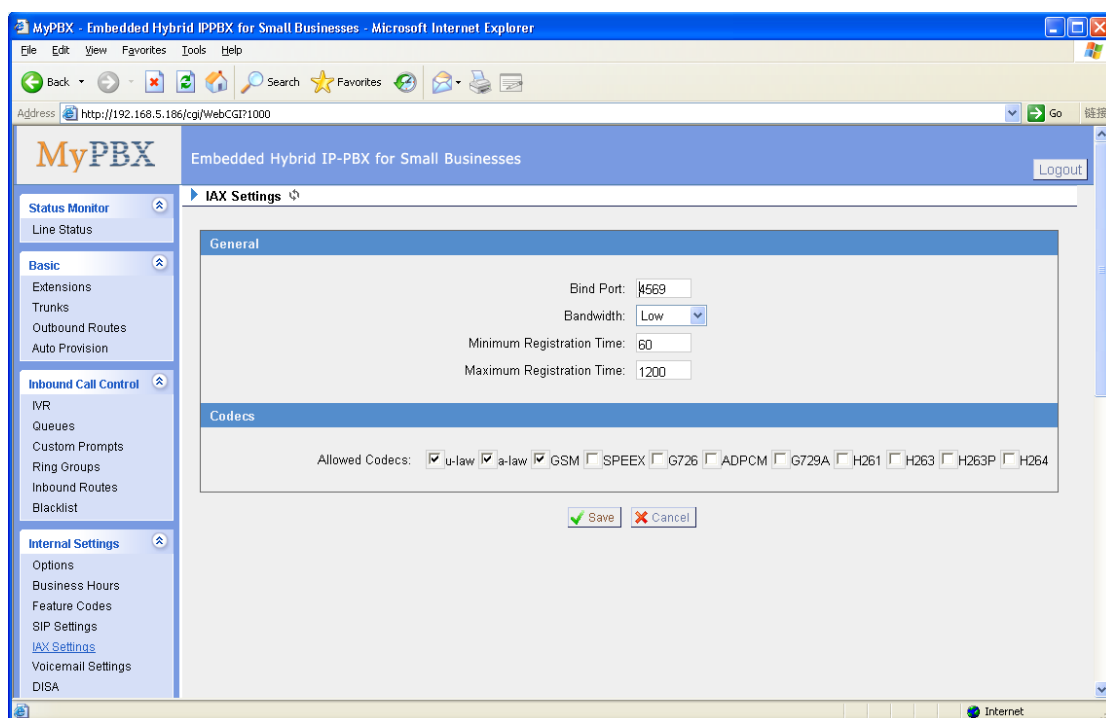 MyPBX - Embedded Hybrid IPPBX for Small Businesses - Microsoft Internet Explorer
File Edit View Favorites Tools Help
Back Search Favorites
Address http://192.168.5.186/cgi/WebCGI?1000 Go 链接
MyPBX
Embedded Hybrid IP-PBX for Small Businesses
Logout
Status Monitor
Line Status
Basic
Extensions
Trunks
Outbound Routes
Auto Provision
Inbound Call Control
IVR
Queues
Custom Prompts
Ring Groups
Inbound Routes
Blacklist
Internal Settings
Options
Business Hours
Feature Codes
SIP Settings
IAX Settings
Voicemail Settings
DISA
IAX Settings
General
Bind Port: 4569
Bandwidth: Low
Minimum Registration Time: 60
Maximum Registration Time: 1200
Codecs
Allowed Codecs: u-law a-law GSM SPEEX G726 ADPCM G729A H261 H263 H263P H264
Save Cancel
Internet